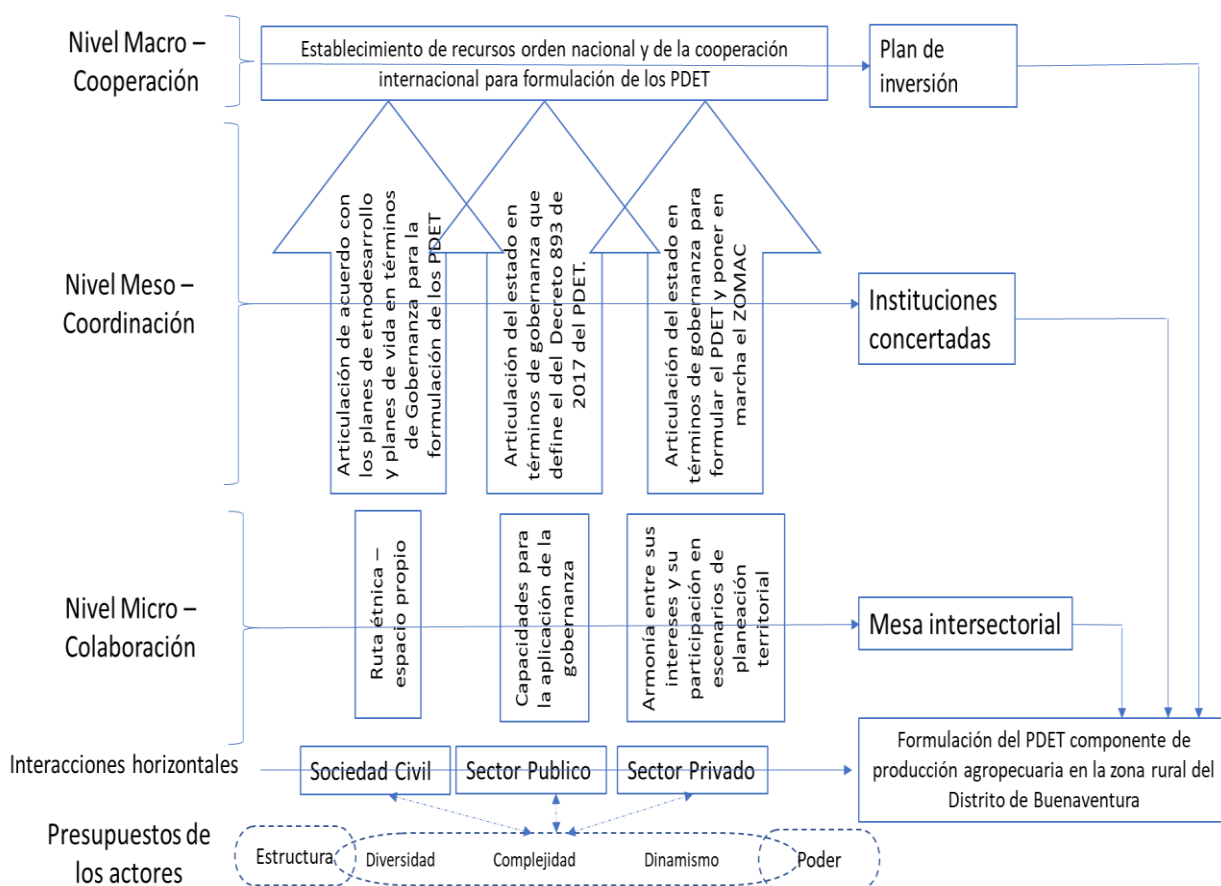 Nivel Macro –
Cooperación
Establecimiento de recursos orden nacional y de la cooperación
internacional para formulación de los PDET
Plan de
inversión
Nivel Meso –
Coordinación
Articulación de acuerdo con
los planes de etnodesarrollo
y planes de vida en términos
de Gobernanza para la
formulación de los PDET
Articulación del estado en
términos de gobernanza que
define el del Decreto 893 de
2017 del PDET.
Articulación del estado en
términos de gobernanza para
formular el PDET y poner en
marcha el ZOMAC
Instituciones
concertadas
Nivel Micro –
Colaboración
Ruta étnica –
espacio propio
Capacidades para
la aplicación de la
gobernanza
Armonía entre sus
intereses y su
participación en
escenarios de
planeación
territorial
Mesa intersectorial
Interacciones horizontales
Sociedad Civil
Sector Publico
Sector Privado
Formulación del PDET componente de
producción agropecuaria en la zona rural del
Distrito de Buenaventura
Presupuestos de
los actores
Estructura
Diversidad
Complejidad
Dinamismo
Poder